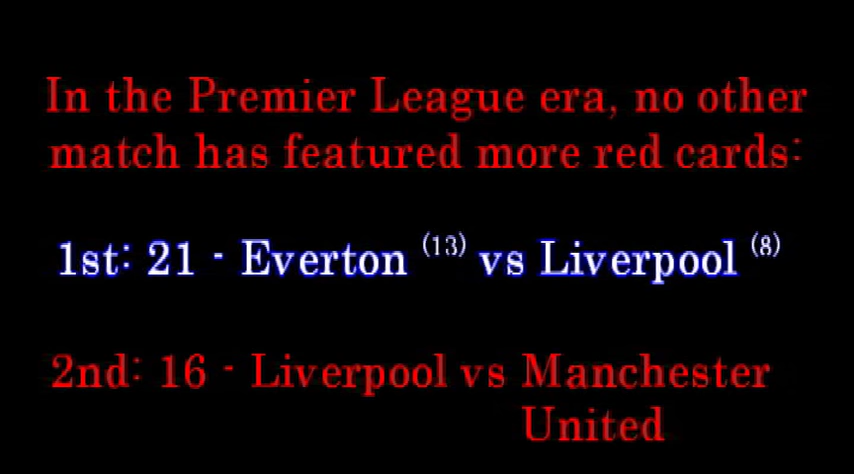 In the Premier League era, no other
match has featured more red cards:
1st: 21 - Everton (13) vs Liverpool (8)
2nd: 16 - Liverpool vs Manchester
United